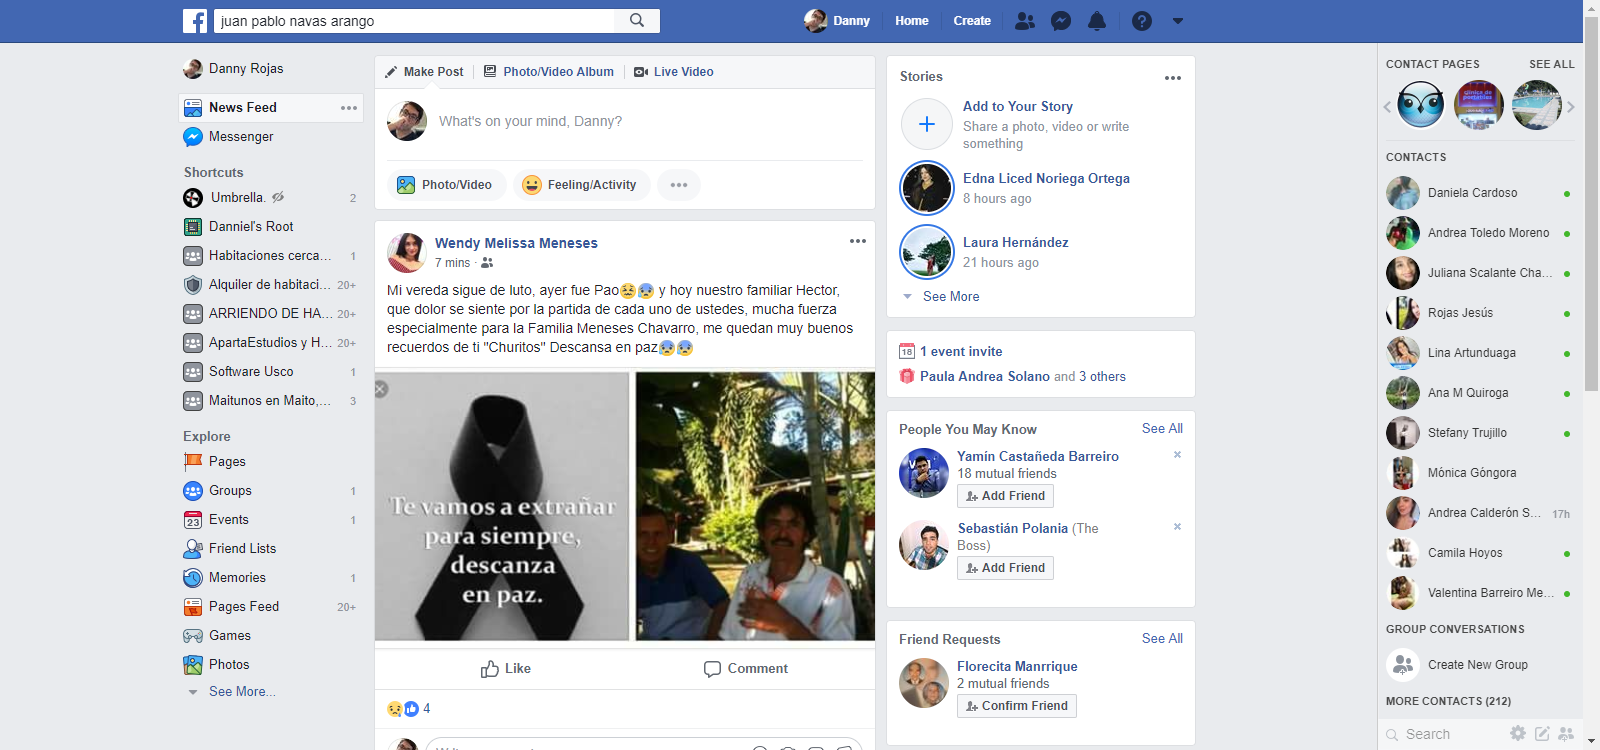 juan pablo navas arango
Danny
Home
Create
Danny Rojas
News Feed
Messenger
Shortcuts
Umbrella. 2
Danniel's Root
Habitaciones cerca... 1
Alquiler de habitaci... 20+
ARRIENDO DE HA... 20+
ApartaEstudios y H... 20+
Software Usco 1
Maitunos en Maito,... 3
Explore
Pages
Groups 1
Events 1
23
Friend Lists
Memories 1
Pages Feed 20+
Games
Photos
See More...
Make Post
Photo/Video Album
Live Video
What's on your mind, Danny?
Photo/Video
Feeling/Activity
Wendy Melissa Meneses
7 mins ·
Mi vereda sigue de luto, ayer fue Pao😣😰 y hoy nuestro familiar Hector,
que dolor se siente por la partida de cada uno de ustedes, mucha fuerza
especialmente para la Familia Meneses Chavarro, me quedan muy buenos
recuerdos de ti "Churitos" Descansa en paz😰😰
Te vamos a extrañar
para siempre,
descanza
en paz.
Like
Comment
4
Stories
Add to Your Story
Share a photo, video or write
something
Edna Liced Noriega Ortega
8 hours ago
Laura Hernández
21 hours ago
See More
18
1 event invite
Paula Andrea Solano and 3 others
People You May Know
See All
Yamín Castañeda Barreiro
18 mutual friends
Add Friend
Sebastián Polania (The
Boss)
Add Friend
Friend Requests
See All
Florecita Manrrique
2 mutual friends
Confirm Friend
CONTACT PAGES
SEE ALL
CONTACTS
Daniela Cardoso
Andrea Toledo Moreno
Juliana Scalante Cha...
Rojas Jesús
Lina Artunduaga
Ana M Quiroga
Stefany Trujillo
Mónica Góngora
Andrea Calderón S... 17h
Camila Hoyos
Valentina Barreiro Me...
GROUP CONVERSATIONS
Create New Group
MORE CONTACTS (212)
Search